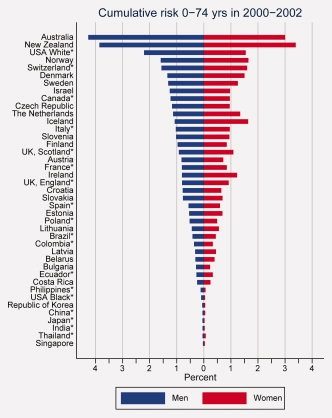 Cumulative risk 0−74 yrs in 2000−2002
Australia
New Zealand
USA White*
Norway
Switzerland*
Denmark
Sweden
Israel
Canada*
Czech Republic
The Netherlands
Iceland
Italy*
Slovenia
Finland
UK, Scotland*
Austria
France*
Ireland
UK, England*
Croatia
Slovakia
Spain*
Estonia
Poland*
Lithuania
Brazil*
Colombia*
Latvia
Belarus
Bulgaria
Ecuador*
Costa Rica
Philippines*
USA Black*
Republic of Korea
China*
Japan*
India*
Thailand*
Singapore
4 3 2 1 0 1 2 3 4
Percent
Men Women